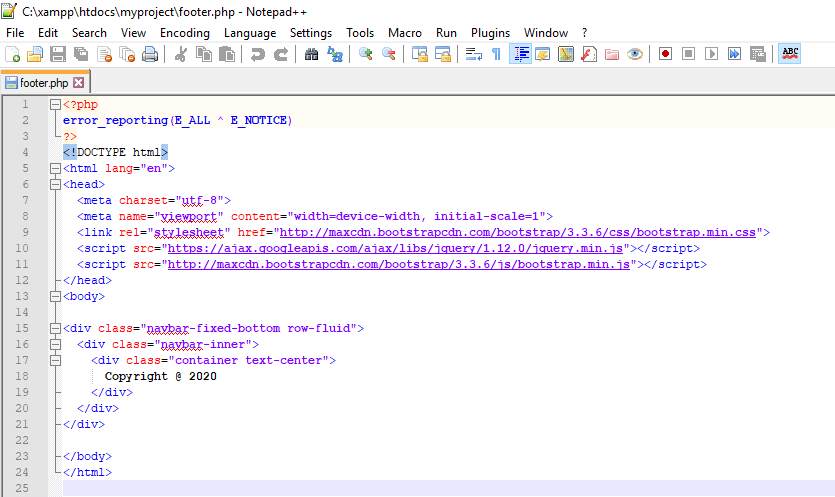 C:\xampp\htdocs\myproject\footer.php - Notepad++
File Edit Search View Encoding Language Settings Tools Macro Run Plugins Window ?
ABC
footer.php
1 <?php
2 error_reporting(E_ALL ^ E_NOTICE)
3 ?>
4 <!DOCTYPE html>
5 <html lang="en">
6 <head>
7 <meta charset="utf-8">
8 <meta name="viewport" content="width=device-width, initial-scale=1">
9 <link rel="stylesheet" href="http://maxcdn.bootstrapcdn.com/bootstrap/3.3.6/css/bootstrap.min.css">
10 <script src="https://ajax.googleapis.com/ajax/libs/jquery/1.12.0/jquery.min.js"></script>
11 <script src="http://maxcdn.bootstrapcdn.com/bootstrap/3.3.6/js/bootstrap.min.js"></script>
12 </head>
13 <body>
14
15 <div class="navbar-fixed-bottom row-fluid">
16 <div class="navbar-inner">
17 <div class="container text-center">
18 Copyright @ 2020
19 </div>
20 </div>
21 </div>
22
23 </body>
24 </html>
25